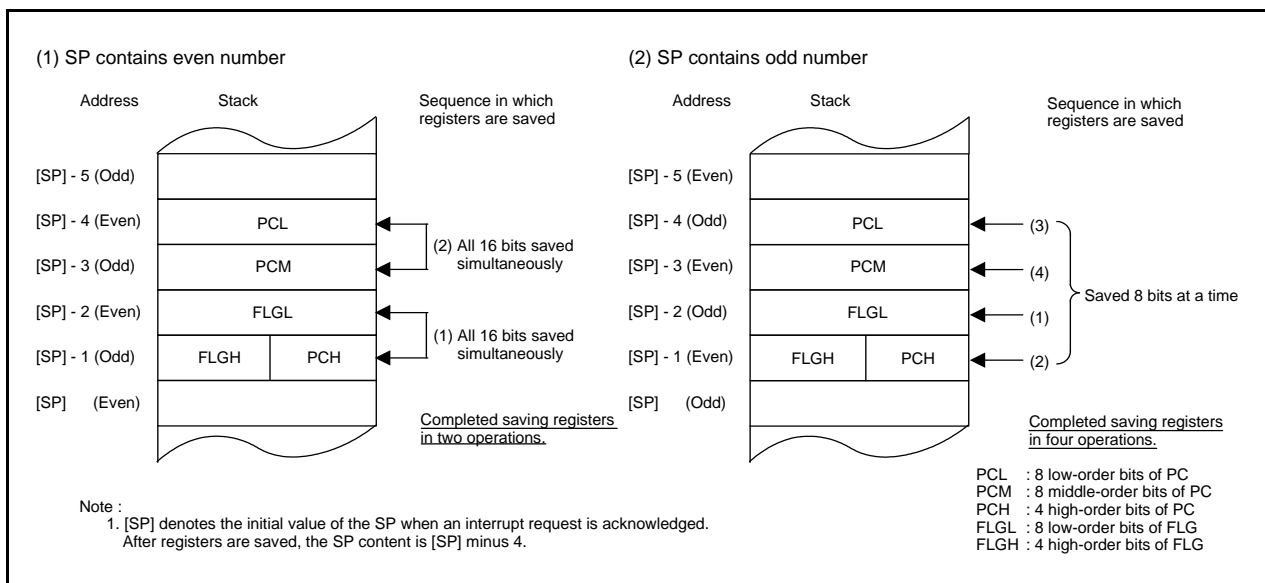 (1) SP contains even number
Address Stack Sequence in which
registers are saved
[SP] - 5 (Odd)
[SP] - 4 (Even) PCL
(2) All 16 bits saved
simultaneously
[SP] - 3 (Odd) PCM
[SP] - 2 (Even) FLGL
(1) All 16 bits saved
simultaneously
[SP] - 1 (Odd) FLGH PCH
[SP] (Even)
Completed saving registers
in two operations.
(2) SP contains odd number
Address Stack Sequence in which
registers are saved
[SP] - 5 (Even)
[SP] - 4 (Odd) PCL (3)
[SP] - 3 (Even) PCM (4)
Saved 8 bits at a time
[SP] - 2 (Odd) FLGL (1)
[SP] - 1 (Even) FLGH PCH (2)
[SP] (Odd)
Completed saving registers
in four operations.
PCL : 8 low-order bits of PC
PCM : 8 middle-order bits of PC
PCH : 4 high-order bits of PC
FLGL : 8 low-order bits of FLG
FLGH : 4 high-order bits of FLG
Note :
1. [SP] denotes the initial value of the SP when an interrupt request is acknowledged.
After registers are saved, the SP content is [SP] minus 4.